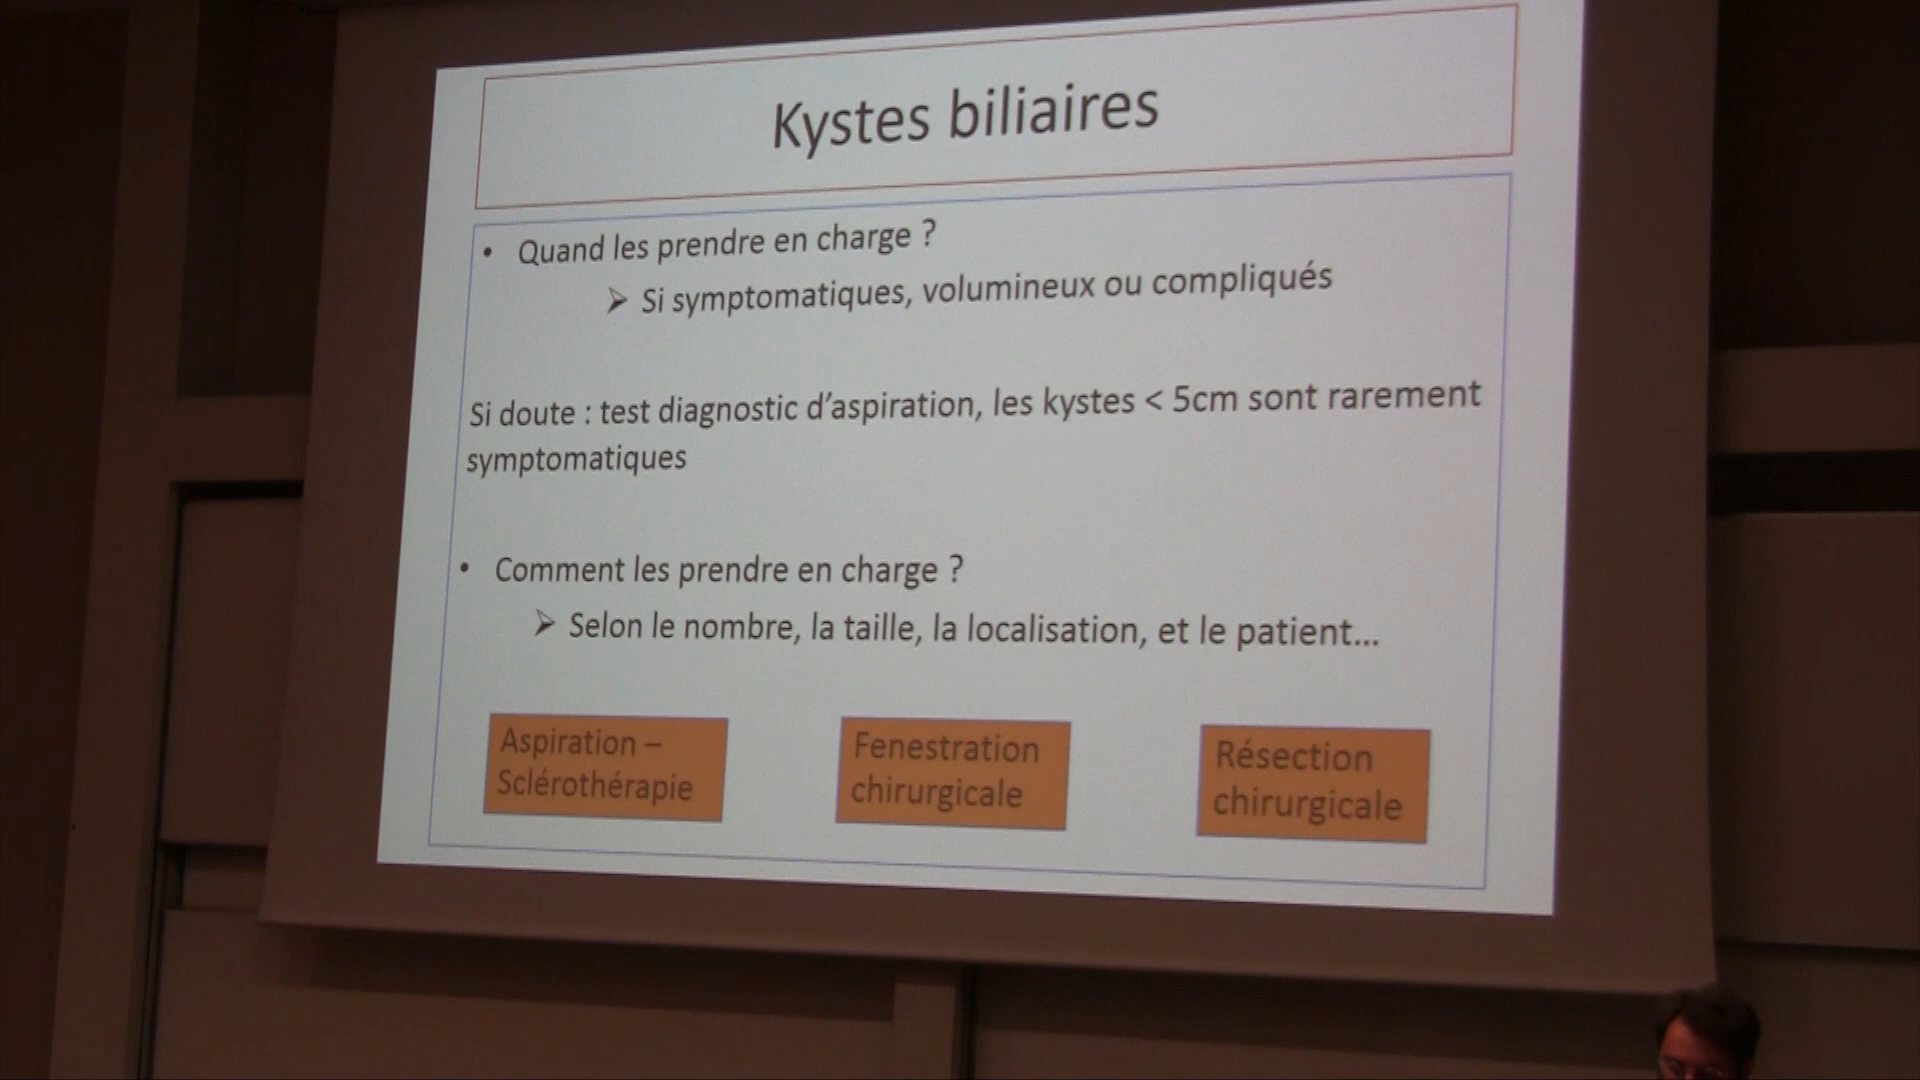 Kystes biliaires
• Quand les prendre en charge ?
➢ Si symptomatiques, volumineux ou compliqués
Si doute : test diagnostic d’aspiration, les kystes < 5cm sont rarement
symptomatiques
• Comment les prendre en charge ?
➢ Selon le nombre, la taille, la localisation, et le patient...
Aspiration –
Sclérothérapie
Fenestration
chirurgicale
Résection
chirurgicale